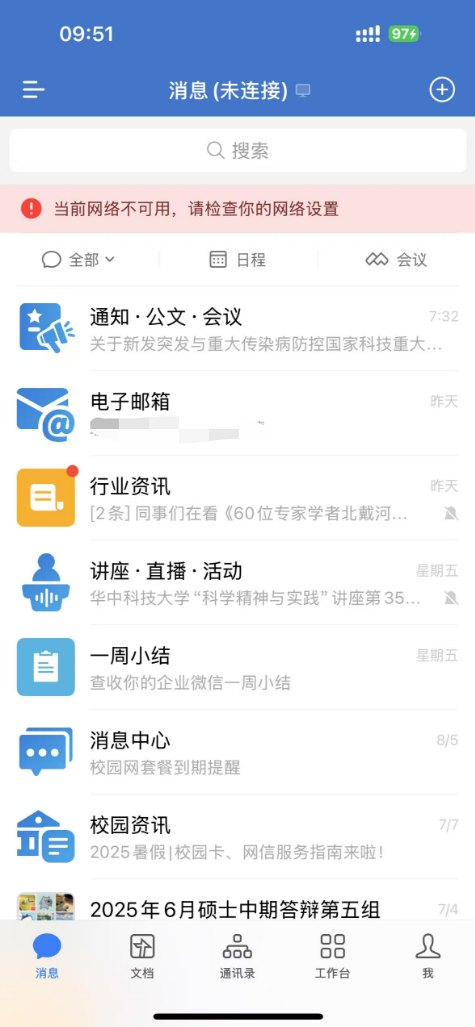 09:51
97
消息 (未连接)
搜索
当前网络不可用，请检查你的网络设置
全部
日程
会议
通知 · 公文 · 会议
7:32
关于新发突发与重大传染病防控国家科技重大...
电子邮箱
昨天
行业资讯
昨天
[2条] 同事们在看《60位专家学者北戴河...
讲座 · 直播 · 活动
星期五
华中科技大学“科学精神与实践”讲座第35...
一周小结
星期五
查收你的企业微信一周小结
消息中心
8/5
校园网套餐到期提醒
校园资讯
7/7
2025暑假|校园卡、网信服务指南来啦！
2025年6月硕士中期答辩第五组
7/4
消息
文档
通讯录
工作台
我